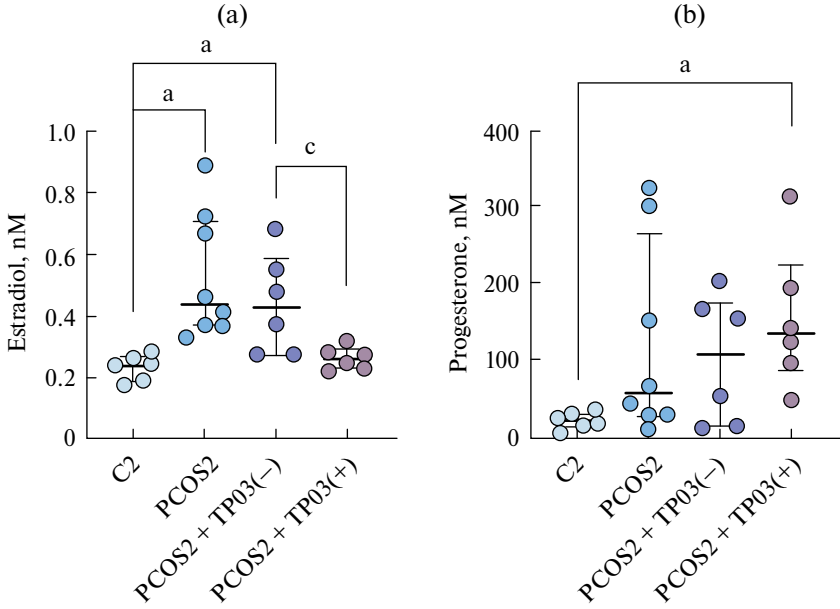 (a)
a
a
c
Estradiol, nM
1.0
0.8
0.6
0.4
0.2
0
C2
PCOS2
PCOS2 + TP03(−)
PCOS2 + TP03(+)
(b)
a
Progesterone, nM
400
300
200
100
0
C2
PCOS2
PCOS2 + TP03(−)
PCOS2 + TP03(+)